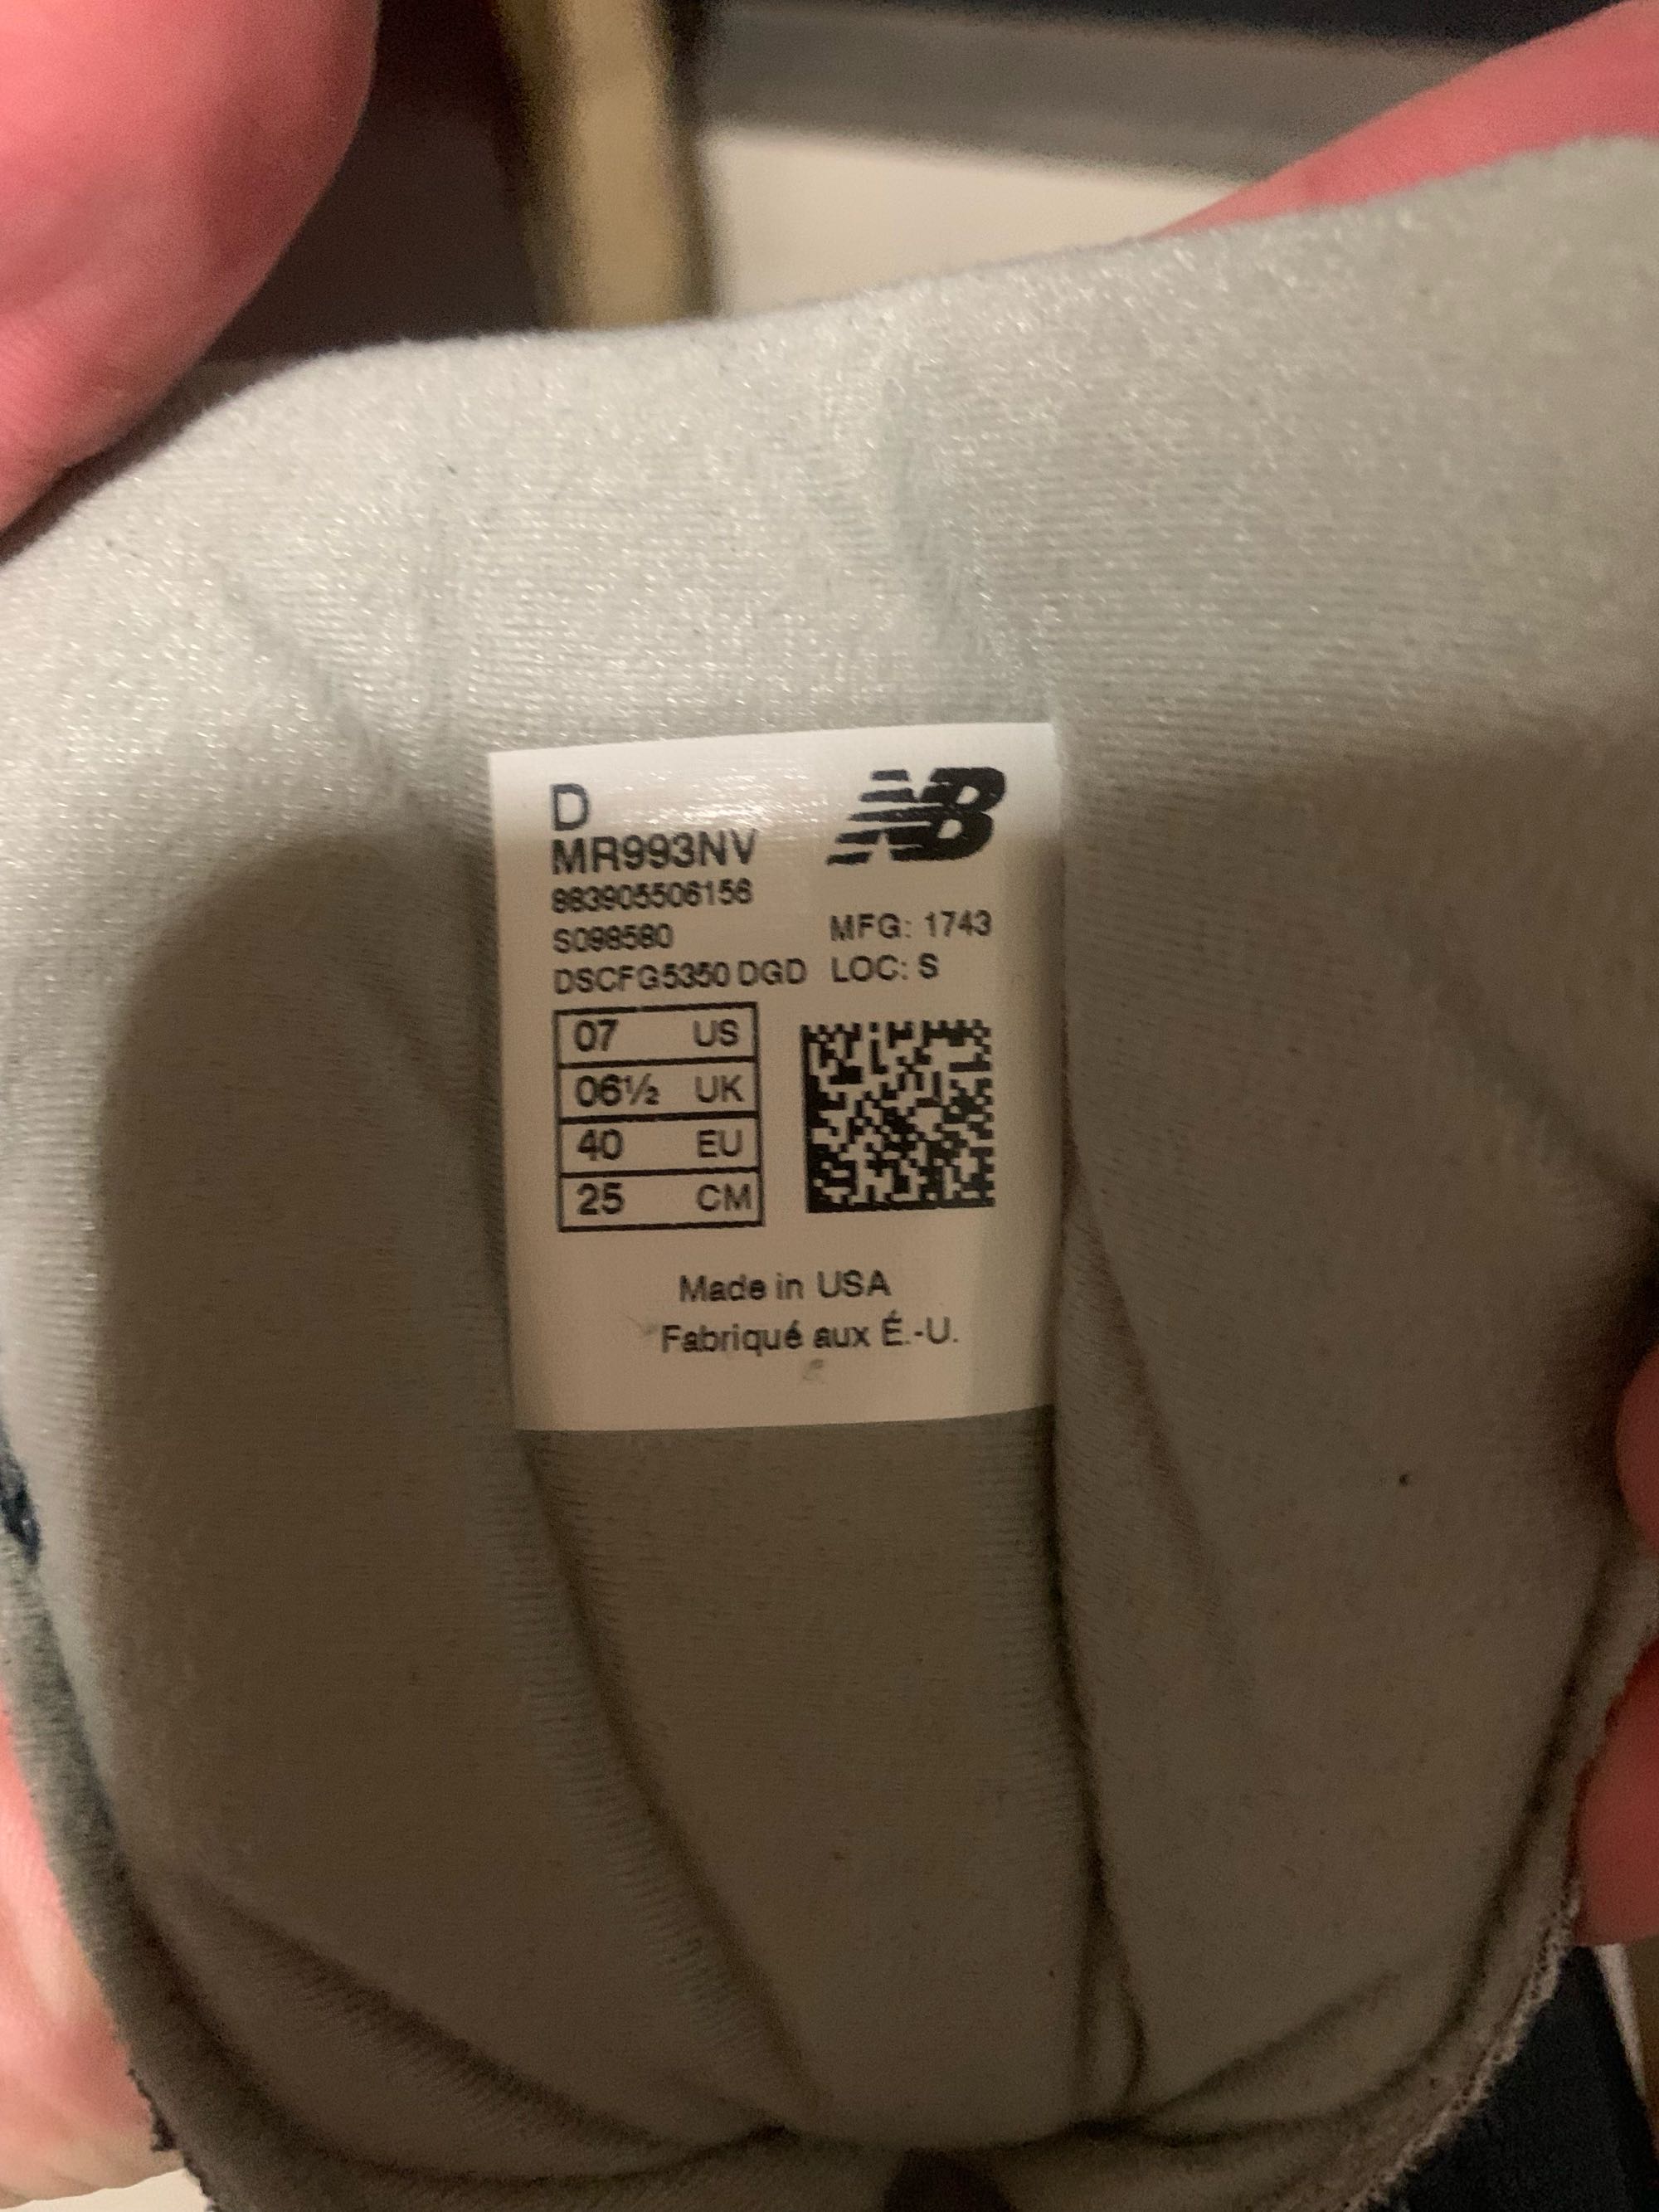 D
NB
MR993NV
883905506156
S098580
MFG: 1743
DSCFG5350 DGD
LOC: S
07 US
06½ UK
40 EU
25 CM
Made in USA
Fabriqué aux É.-U.